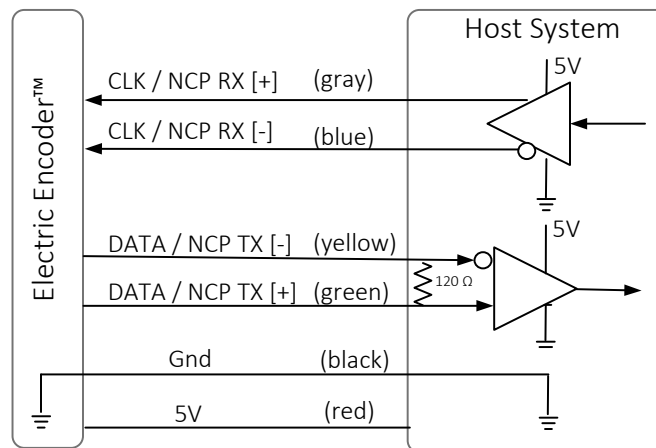 Host System
Electric Encoder™
CLK / NCP RX [+] (gray)
5V
CLK / NCP RX [-] (blue)
5V
DATA / NCP TX [-] (yellow)
120 Ω
DATA / NCP TX [+] (green)
Gnd (black)
5V (red)